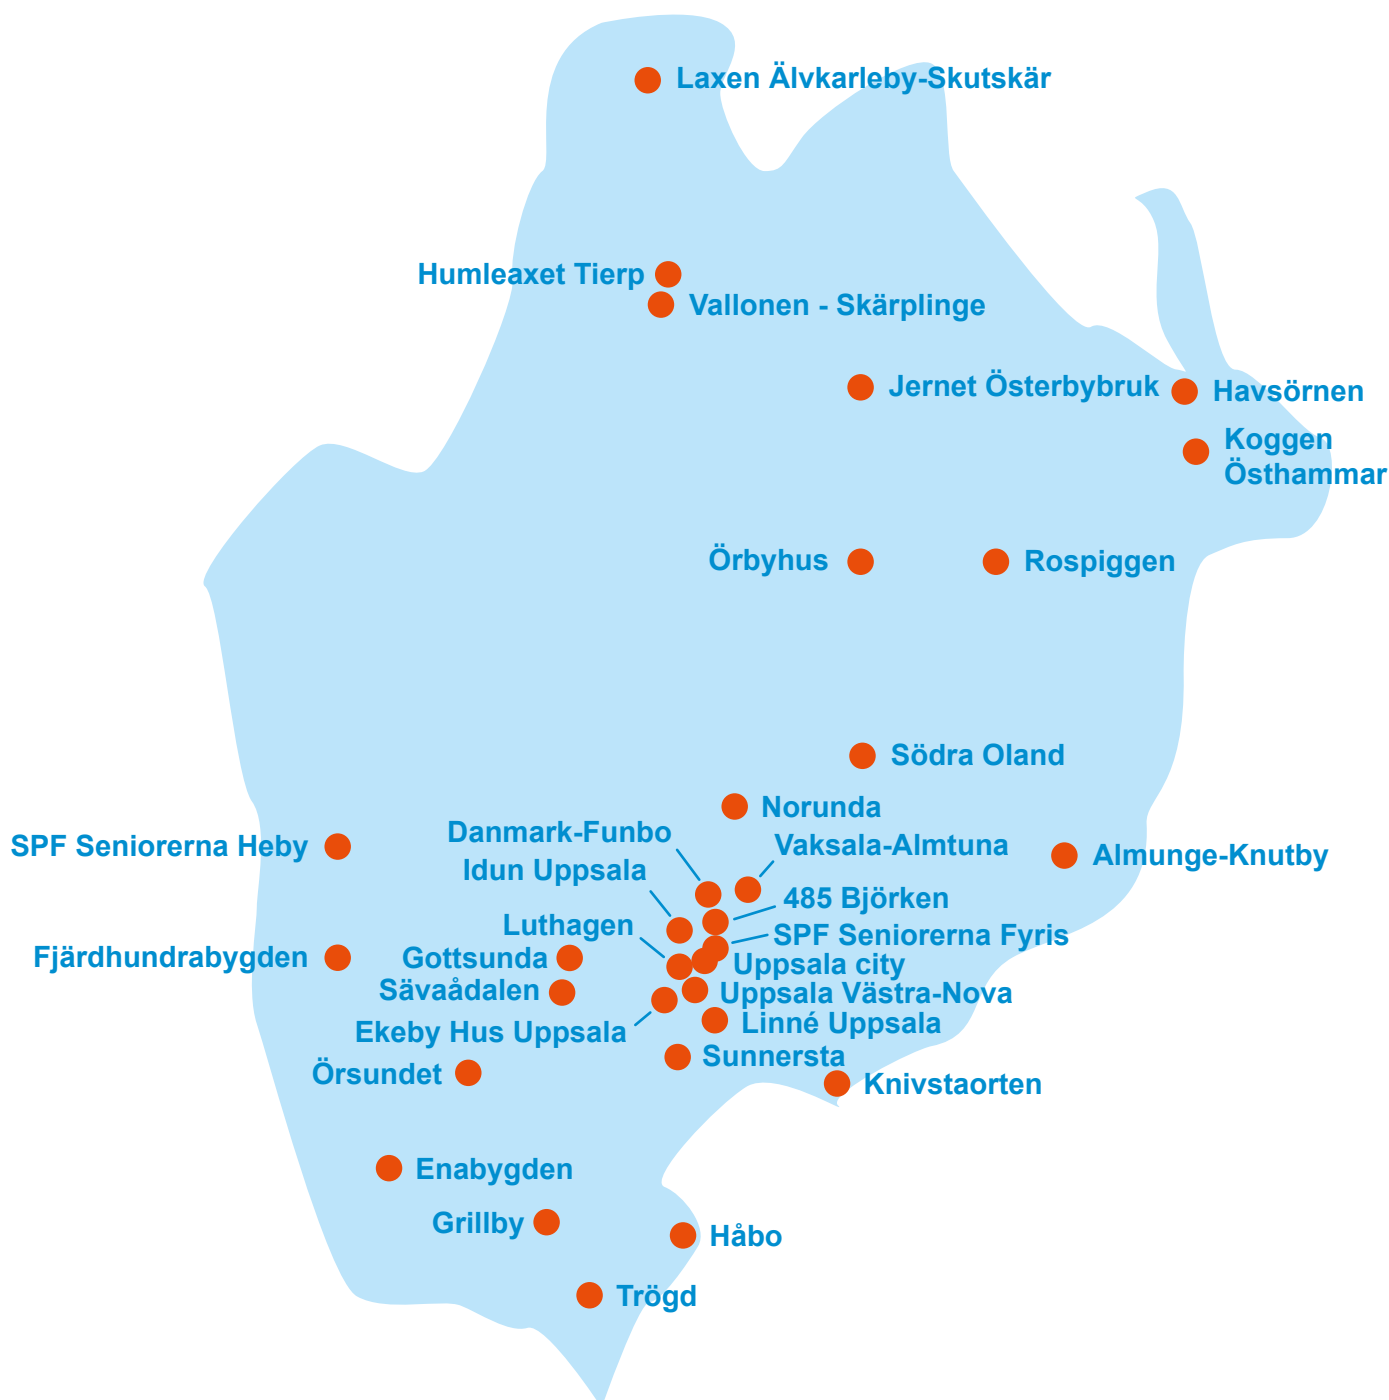 Laxen Älvkarleby-Skutskär
Humleaxet Tierp
Vallonen - Skärplinge
Jernet Österbybruk
Havsörnen
Koggen
Östhammar
Örbyhus
Rospiggen
Södra Oland
Norunda
Danmark-Funbo
Vaksala-Almtuna
SPF Seniorerna Heby
Almunge-Knutby
Idun Uppsala
485 Björken
Luthagen
SPF Seniorerna Fyris
Fjärdhundrabygden
Gottsunda
Uppsala city
Sävaådalen
Uppsala Västra-Nova
Ekeby Hus Uppsala
Linné Uppsala
Sunnersta
Örsundet
Knivstaorten
Enabygden
Grillby
Håbo
Trögd